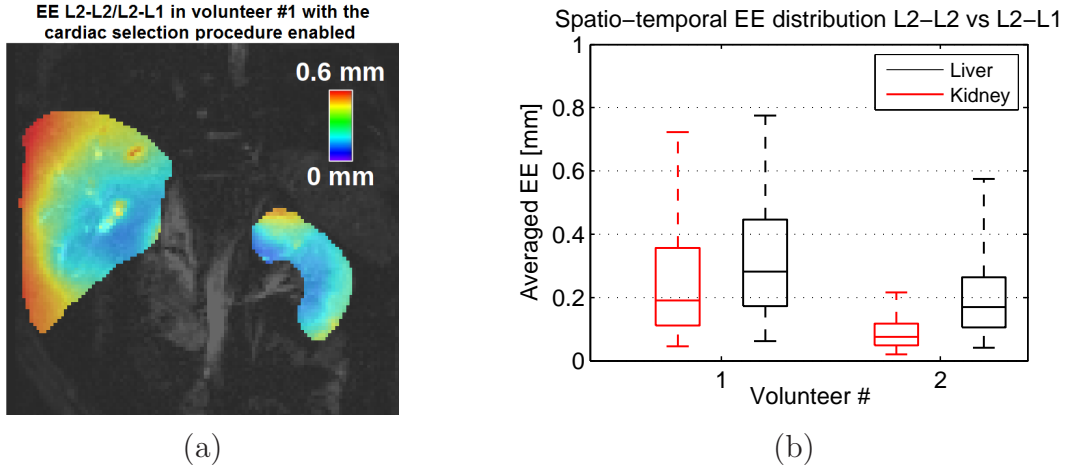 EE L2-L2/L2-L1 in volunteer #1 with the
cardiac selection procedure enabled
0.6 mm
0 mm
(a)
Spatio-temporal EE distribution L2-L2 vs L2-L1
Averaged EE [mm]
1
0.8
0.6
0.4
0.2
0
Liver
Kidney
1
2
Volunteer #
(b)